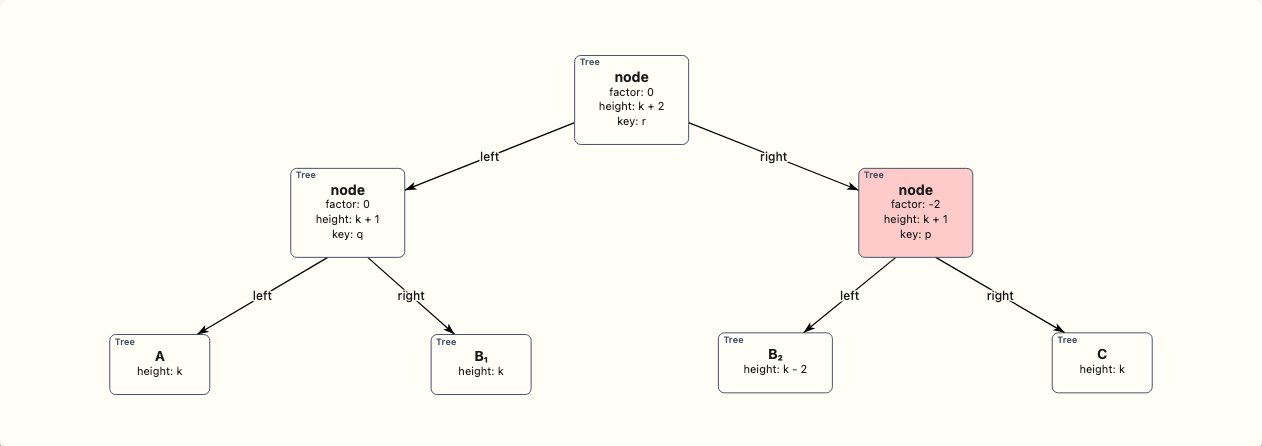 Tree
node
factor: 0
height: k + 2
key: r
left
right
Tree
node
factor: 0
height: k + 1
key: q
Tree
node
factor: -2
height: k + 1
key: p
left
right
left
right
Tree
A
height: k
Tree
B₁
height: k
Tree
B₂
height: k - 2
Tree
C
height: k